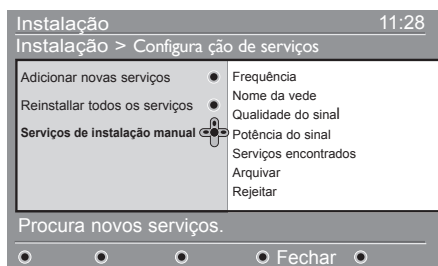 Instalação 11:28
Instalação > Configura ção de serviços
Adicionar novas serviços
Reinstallar todos os serviços
Serviços de instalação manual
Frequência
Nome da vede
Qualidade do sinal
Potência do sinal
Serviços encontrados
Arquivar
Rejeitar
Procura novos serviços.
Fechar